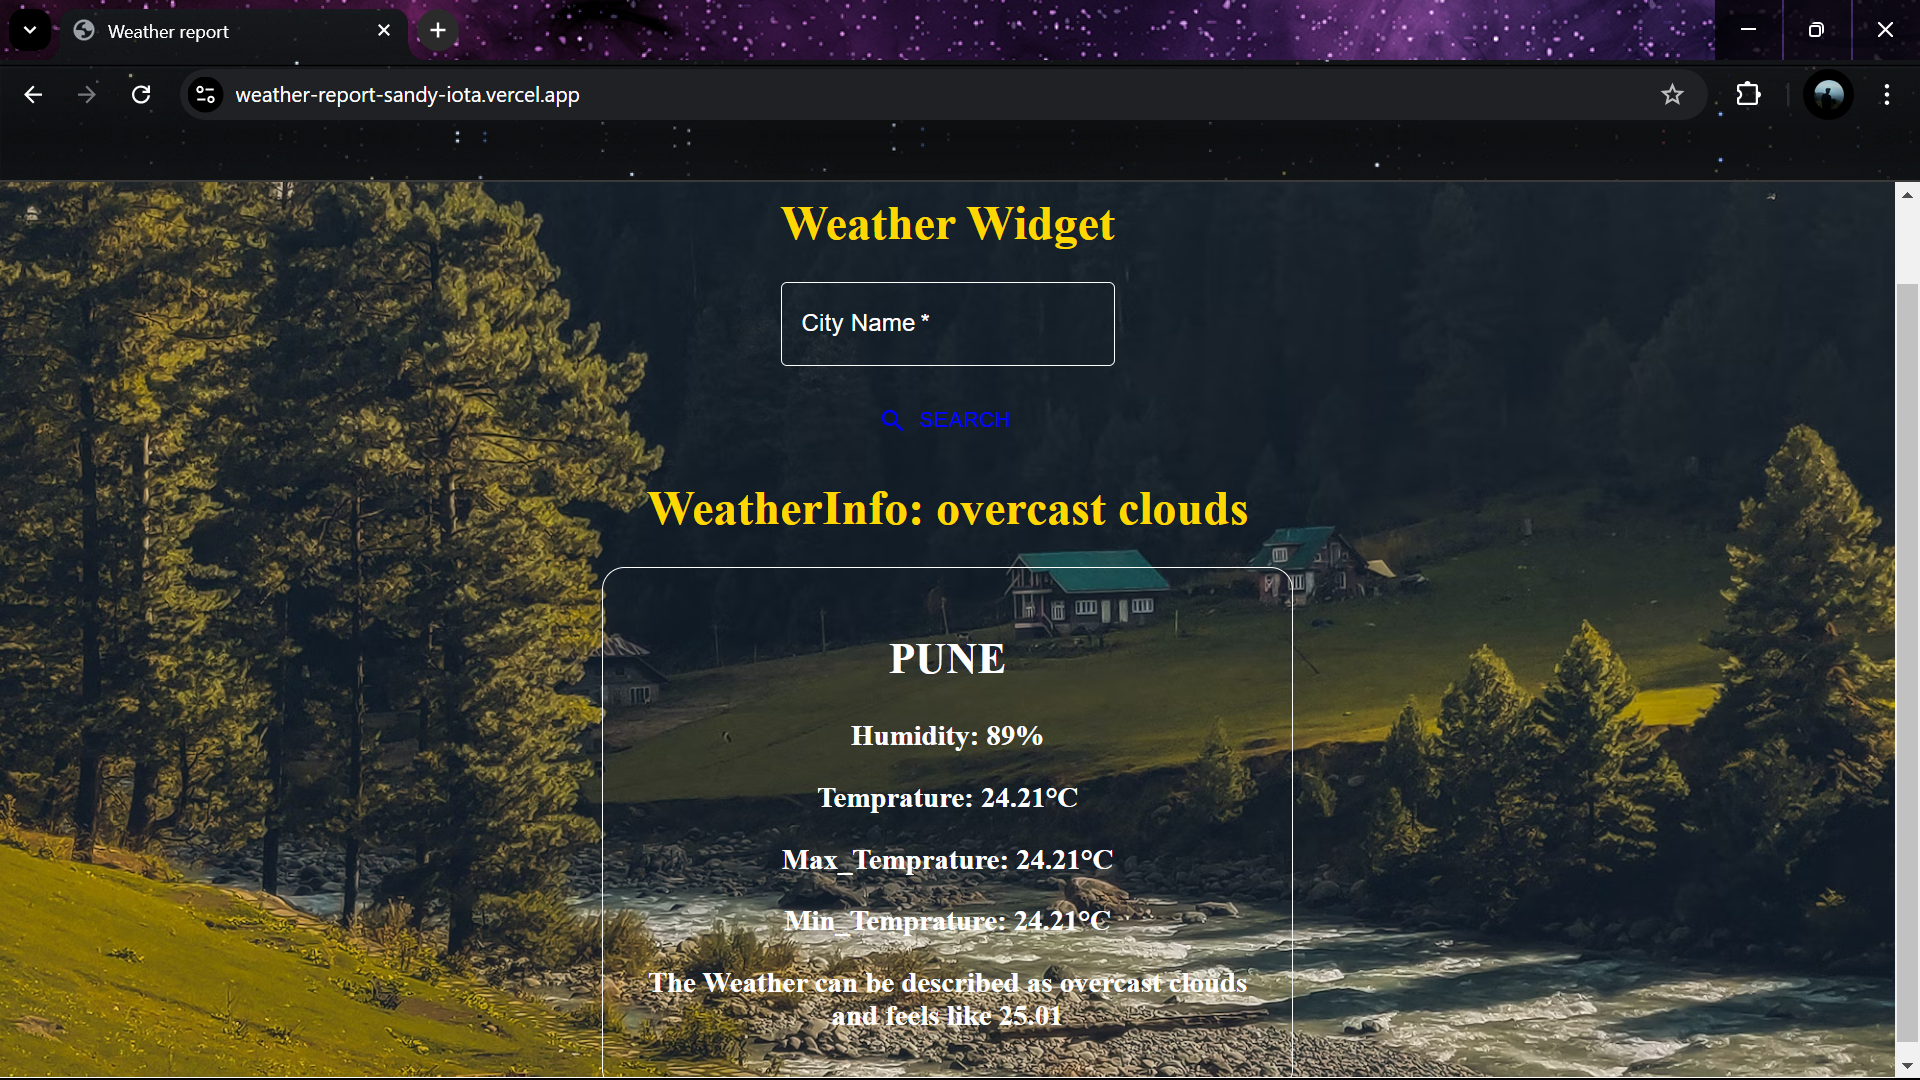 Weather report
weather-report-sandy-iota.vercel.app
Weather Widget
City Name *
SEARCH
WeatherInfo: overcast clouds
PUNE
Humidity: 89%
Temprature: 24.21°C
Max_Temprature: 24.21°C
Min_Temprature: 24.21°C
The Weather can be described as overcast clouds
and feels like 25.01